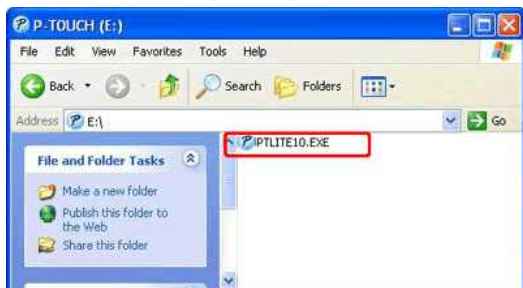 P-TOUCH (E:)
File Edit View Favorites Tools Help
Back Search Folders
Address E:\ Go
File and Folder Tasks
PTLITE10.EXE
Make a new folder
Publish this folder to
the Web
Share this folder